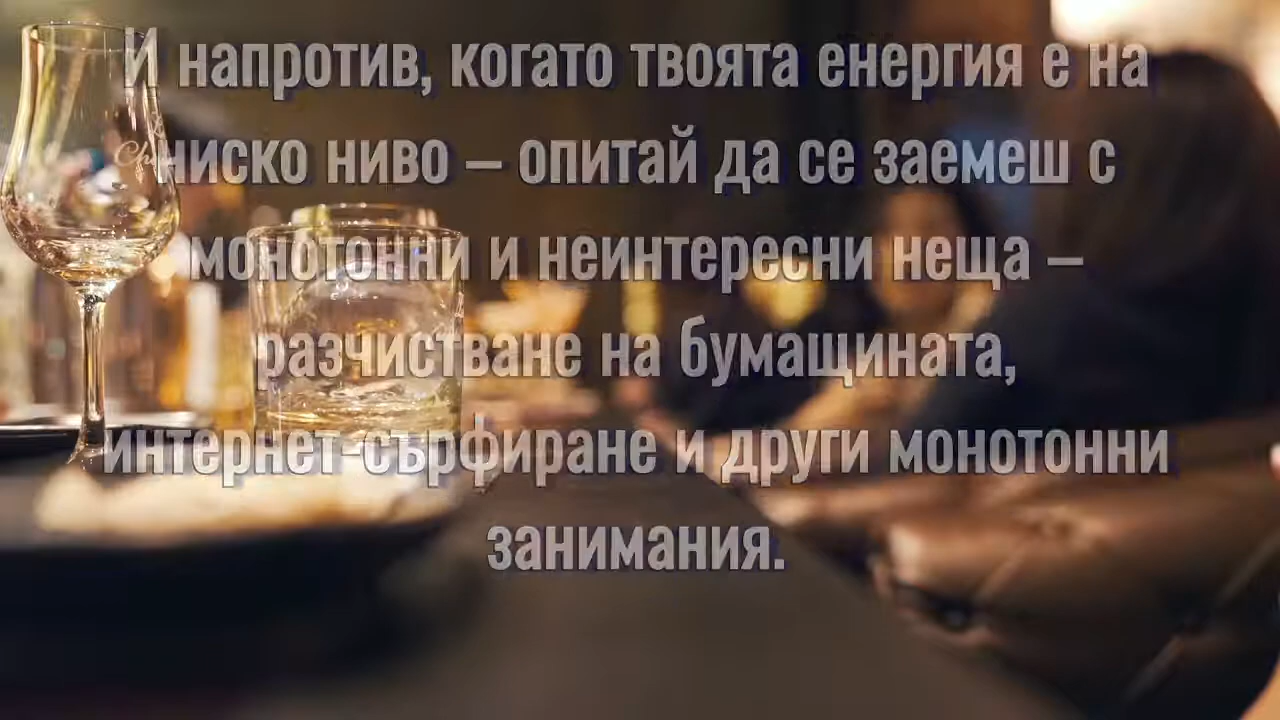 И напротив, когато твоята енергия е на
ниско ниво – опитай да се заемеш с
монотонни и неинтересни неща –
разчистване на бумащината,
интернет-сърфиране и други монотонни
занимания.